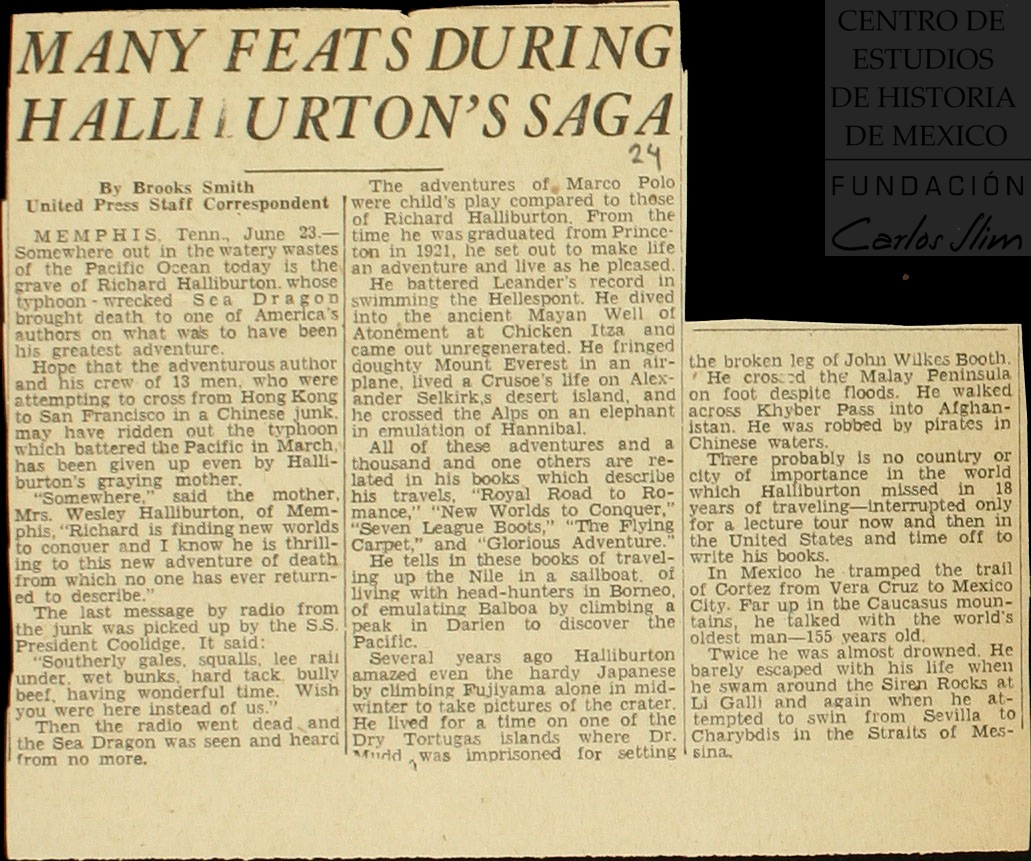 MANY FEATS DURING
HALLIBURTON'S SAGA
24
By Brooks Smith
United Press Staff Correspondent
MEMPHIS, Tenn., June 23.—
Somewhere out in the watery wastes
of the Pacific Ocean today is the
grave of Richard Halliburton, whose
typhoon-wrecked Sea Dragon
brought death to one of America's
authors on what was to have been
his greatest adventure.
Hope that the adventurous author
and his crew of 13 men, who were
attempting to cross from Hong Kong
to San Francisco in a Chinese junk,
may have ridden out the typhoon
which battered the Pacific in March,
has been given up even by Halli-
burton's graying mother.
"Somewhere," said the mother,
Mrs. Wesley Halliburton, of Mem-
phis, "Richard is finding new worlds
to conquer and I know he is thrill-
ing to this new adventure of death
from which no one has ever return-
ed to describe."
The last message by radio from
the junk was picked up by the S.S.
President Coolidge. It said:
"Southerly gales, squalls, lee rail
under, wet bunks, hard tack, bully
beef, having wonderful time. Wish
you were here instead of us."
Then the radio went dead and
the Sea Dragon was seen and heard
from no more.
The adventures of Marco Polo
were child's play compared to those
of Richard Halliburton. From the
time he was graduated from Prince-
ton in 1921, he set out to make life
an adventure and live as he pleased.
He battered Leander's record in
swimming the Hellespont. He dived
into the ancient Mayan Well of
Atonement at Chicken Itza and
came out unregenerated. He fringed
doughty Mount Everest in an air-
plane, lived a Crusoe's life on Alex-
ander Selkirk,s desert island, and
he crossed the Alps on an elephant
in emulation of Hannibal.
All of these adventures and a
thousand and one others are re-
lated in his books which describe
his travels, "Royal Road to Ro-
mance," "New Worlds to Conquer,"
"Seven League Boots," "The Flying
Carpet," and "Glorious Adventure."
He tells in these books of travel-
ing up the Nile in a sailboat, of
living with head-hunters in Borneo,
of emulating Balboa by climbing a
peak in Darien to discover the
Pacific.
Several years ago Halliburton
amazed even the hardy Japanese
by climbing Fujiyama alone in mid-
winter to take pictures of the crater.
He lived for a time on one of the
Dry Tortugas islands where Dr.
Mudd was imprisoned for setting
the broken leg of John Wilkes Booth.
He crossed the Malay Peninsula
on foot despite floods. He walked
across Khyber Pass into Afghan-
istan. He was robbed by pirates in
Chinese waters.
There probably is no country or
city of importance in the world
which Halliburton missed in 18
years of traveling—interrupted only
for a lecture tour now and then in
the United States and time off to
write his books.
In Mexico he tramped the trail
of Cortez from Vera Cruz to Mexico
City. Far up in the Caucasus moun-
tains, he talked with the world's
oldest man—155 years old.
Twice he was almost drowned. He
barely escaped with his life when
he swam around the Siren Rocks at
Li Galli and again when he at-
tempted to swin from Sevilla to
Charybdis in the Straits of Mes-
sina.
CENTRO DE
ESTUDIOS
DE HISTORIA
DE MEXICO
FUNDACIÓN
Carlos Slim